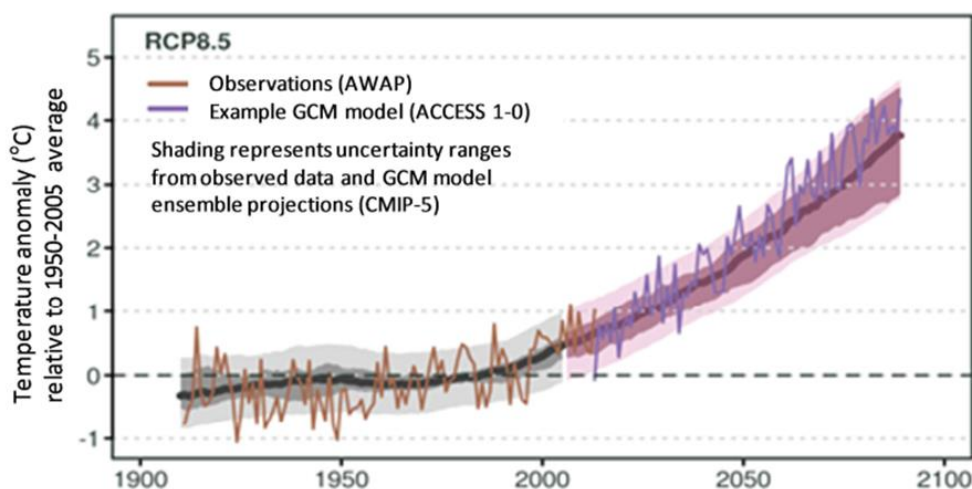 RCP8.5
Observations (AWAP)
Example GCM model (ACCESS 1-0)
Shading represents uncertainty ranges
from observed data and GCM model
ensemble projections (CMIP-5)
Temperature anomaly (°C)
relative to 1950-2005 average
5
4
3
2
1
0
-1
1900
1950
2000
2050
2100